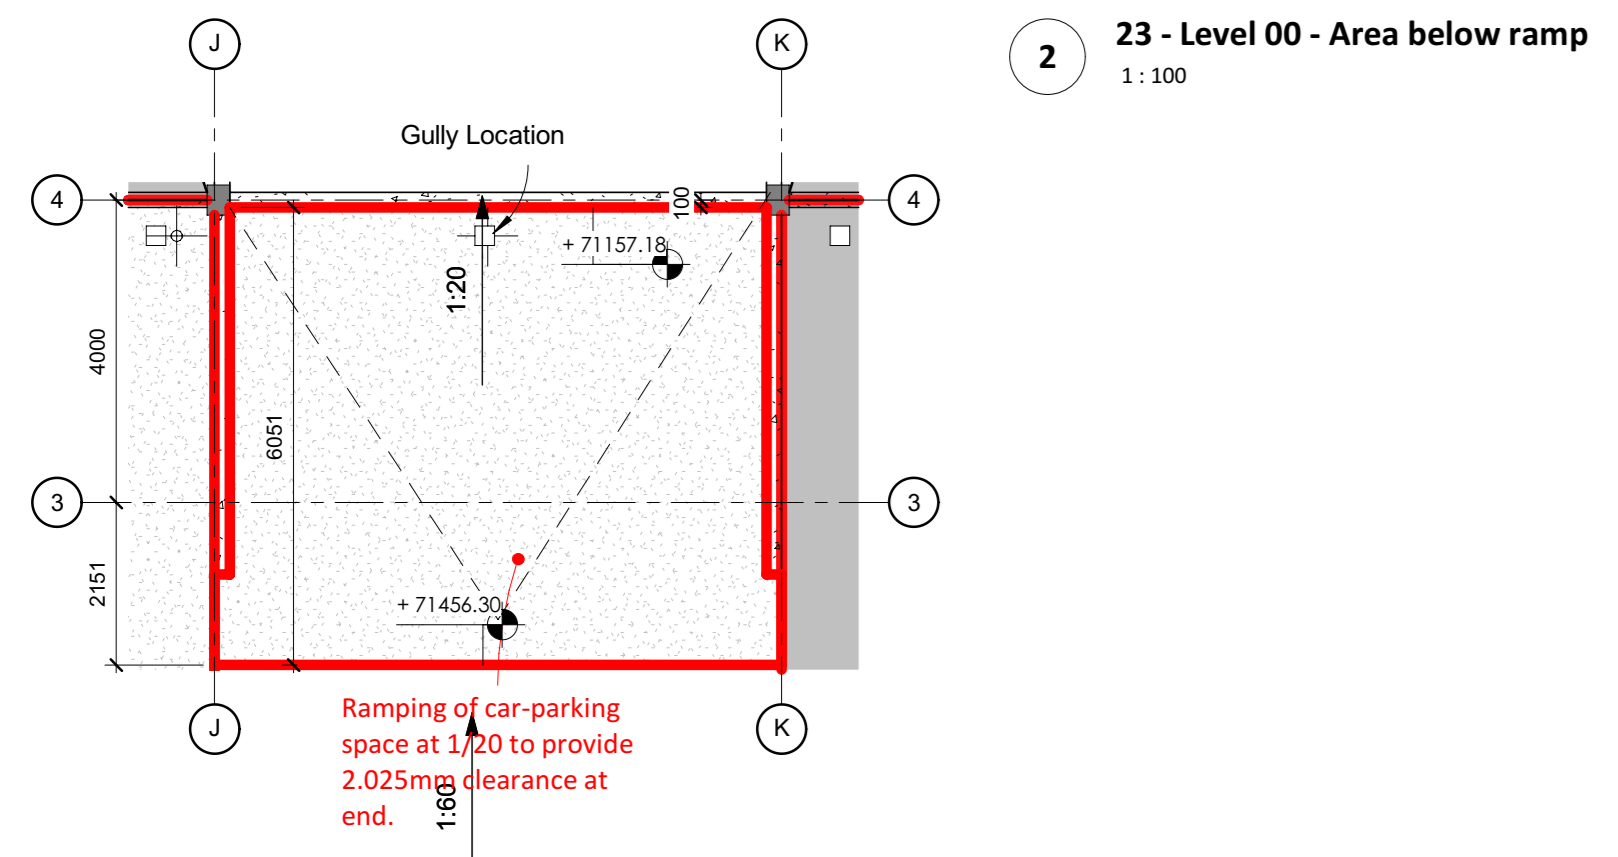 J
K
2
23 - Level 00 - Area below ramp
1 : 100
Gully Location
4
100
4
+ 71157.18
1:20
4000
6051
3
3
2151
+ 71456.30
J
K
Ramping of car-parking
space at 1/20 to provide
2.025mm clearance at
end.
1:60